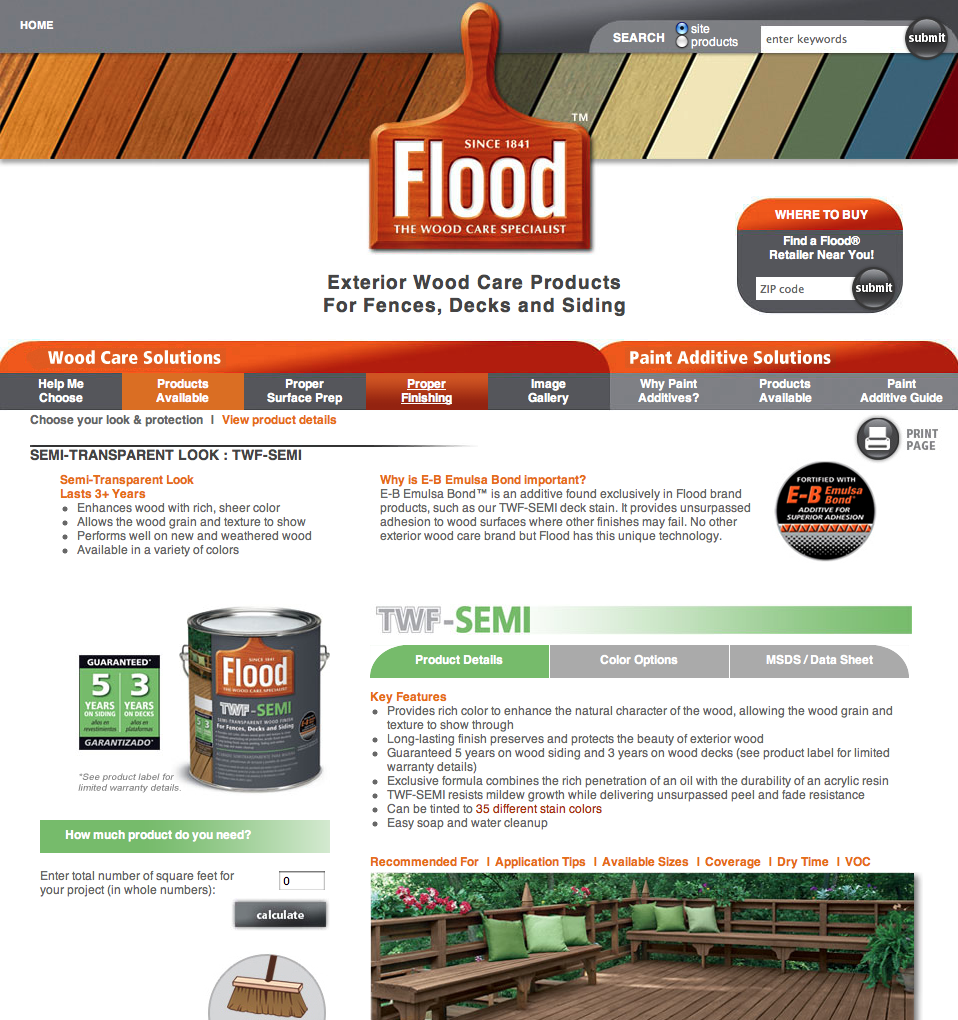 HOME
SEARCH
site
products
enter keywords
submit
TM
SINCE 1841
Flood
THE WOOD CARE SPECIALIST
WHERE TO BUY
Find a Flood®
Retailer Near You!
ZIP code
submit
Exterior Wood Care Products
For Fences, Decks and Siding
Wood Care Solutions
Paint Additive Solutions
Help Me
Choose
Products
Available
Proper
Surface Prep
Proper
Finishing
Image
Gallery
Why Paint
Additives?
Products
Available
Paint
Additive Guide
Choose your look & protection | View product details
PRINT
PAGE
SEMI-TRANSPARENT LOOK : TWF-SEMI
Semi-Transparent Look
Lasts 3+ Years
Enhances wood with rich, sheer color
Allows the wood grain and texture to show
Performs well on new and weathered wood
Available in a variety of colors
Why is E-B Emulsa Bond important?
E-B Emulsa Bond™ is an additive found exclusively in Flood brand
products, such as our TWF-SEMI deck stain. It provides unsurpassed
adhesion to wood surfaces where other finishes may fail. No other
exterior wood care brand but Flood has this unique technology.
FORTIFIED WITH
E-B Emulsa
Bond
ADDITIVE FOR
SUPERIOR ADHESION
GUARANTEED*
5 YEARS ON SIDING
años en revestimientos
3 YEARS ON DECKS
años en plataformas
GARANTIZADO*
SINCE 1841
Flood
THE WOOD CARE SPECIALIST
TWF-SEMI
SEMI-TRANSPARENT WOOD FINISH
For Fences, Decks and Siding
*See product label for
limited warranty details.
TWF-SEMI
Product Details
Color Options
MSDS / Data Sheet
Key Features
Provides rich color to enhance the natural character of the wood, allowing the wood grain and
texture to show through
Long-lasting finish preserves and protects the beauty of exterior wood
Guaranteed 5 years on wood siding and 3 years on wood decks (see product label for limited
warranty details)
Exclusive formula combines the rich penetration of an oil with the durability of an acrylic resin
TWF-SEMI resists mildew growth while delivering unsurpassed peel and fade resistance
Can be tinted to 35 different stain colors
Easy soap and water cleanup
How much product do you need?
Enter total number of square feet for
your project (in whole numbers):
0
calculate
Recommended For | Application Tips | Available Sizes | Coverage | Dry Time | VOC